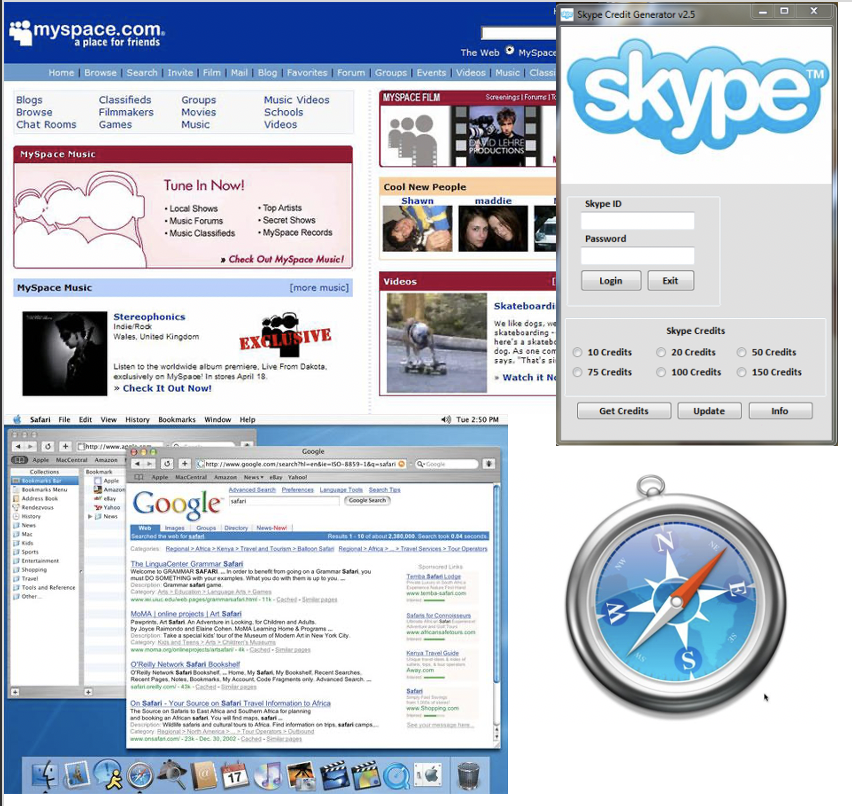 myspace.com®
a place for friends
The Web MySpace
Home | Browse | Search | Invite | Film | Mail | Blog | Favorites | Forum | Groups | Events | Videos | Music | Classi
Blogs Classifieds Groups Music Videos
Browse Filmmakers Movies Schools
Chat Rooms Games Music Videos
MySpace Music
Tune In Now!
• Local Shows • Top Artists
• Music Forums • Secret Shows
• Music Classifieds • MySpace Records
» Check Out MySpace Music!
MySpace Music [more music]
Stereophonics
Indie/Rock
Wales, United Kingdom
EXCLUSIVE
Listen to the worldwide album premiere, Live From Dakota,
exclusively on MySpace! In stores April 18.
» Check It Out Now!
MYSPACE FILM Screenings | Forums | To
DAVID LEHRE
PRODUCTIONS
Cool New People
Shawn maddie
Videos
Skateboardin
We like dogs, we
skateboarding -
here's a skateb
dog. As one com
says, "That's si
» Watch it No
Skype Credit Generator v2.5
skype™
Skype ID
Password
Login Exit
Skype Credits
10 Credits 20 Credits 50 Credits
75 Credits 100 Credits 150 Credits
Get Credits Update Info
Safari File Edit View History Bookmarks Window Help Tue 2:50 PM
http://www.apple.com
Apple MacCentral Amazon
Collections Bookmark
Bookmarks Bar
Bookmarks Menu
Address Book
Rendezvous
History
News
Mac
Kids
Sports
Entertainment
Shopping
Travel
Tools and Reference
Other...
Apple
Amazon
eBay
Yahoo
News
Google
http://www.google.com/search?hl=en&ie=ISO-8859-1&q=safari Google
Apple MacCentral Amazon News eBay Yahoo!
Google
Advanced Search Preferences Language Tools Search Tips
safari Google Search
Web Images Groups Directory News-New!
Searched the web for safari. Results 1 - 10 of about 2,380,000. Search took 0.04 seconds.
Categories: Regional > Africa > Kenya > Travel and Tourism > Balloon Safari Regional > Africa > ... > Travel Services > Tour Operators
The LinguaCenter Grammar Safari
Welcome to GRAMMAR SAFARI. ... In order to benefit from going on a Grammar Safari, you
must DO SOMETHING with your examples. What you do with them is up to you. ...
Description: Grammar safari game.
Category: Arts > Education > Language Arts > Games
www.iei.uiuc.edu/web.pages/grammarsafari.html - 11k - Cached - Similar pages
MoMA | online projects | Art Safari
Pawprints, Art Safari. An Adventure in Looking, for Children and Adults.
by Joyce Raimondo and Elaine Cohen. MoMA Learning Home & Programs ...
Description: Take a special kids' tour of the Museum of Modern Art in New York City.
Category: Kids and Teens > Arts > Children's Museums
www.moma.org/onlineprojects/artsafari/ - 4k - Cached - Similar pages
O'Reilly Network Safari Bookshelf
O'Reilly Network Safari Bookshelf. ... Home, My Safari, My Bookshelf, Recent Searches,
Recent Pages, Notes, Bookmarks, My Account, Code Fragments only. Advanced Search. ...
safari.oreilly.com/ - 43k - Cached - Similar pages
On Safari - Your Source on Safari Travel Information to Africa
Your Source on Safaris to East Africa and Southern Africa for planning
and booking an African safari. You will find maps, safari ...
Description: Wildlife safaris and cultural tours to Africa. Find information on trips, safari camps,...
Category: Regional > North America > ... > Tour Operators > Outbound
www.onsafari.com/ - 23k - Dec. 30, 2002 - Cached - Similar pages
Sponsored Links
Temba Safari Lodge
www.temba-safari.com
Interest:
Safaris for Connoisseurs
www.africansafetours.com
Interest:
Kenya Travel Guide
Away.com
Interest:
Safari
www.Shopping.com
Interest:
See your message here...
17
N
NE
E
SE
S
SW
W
NW